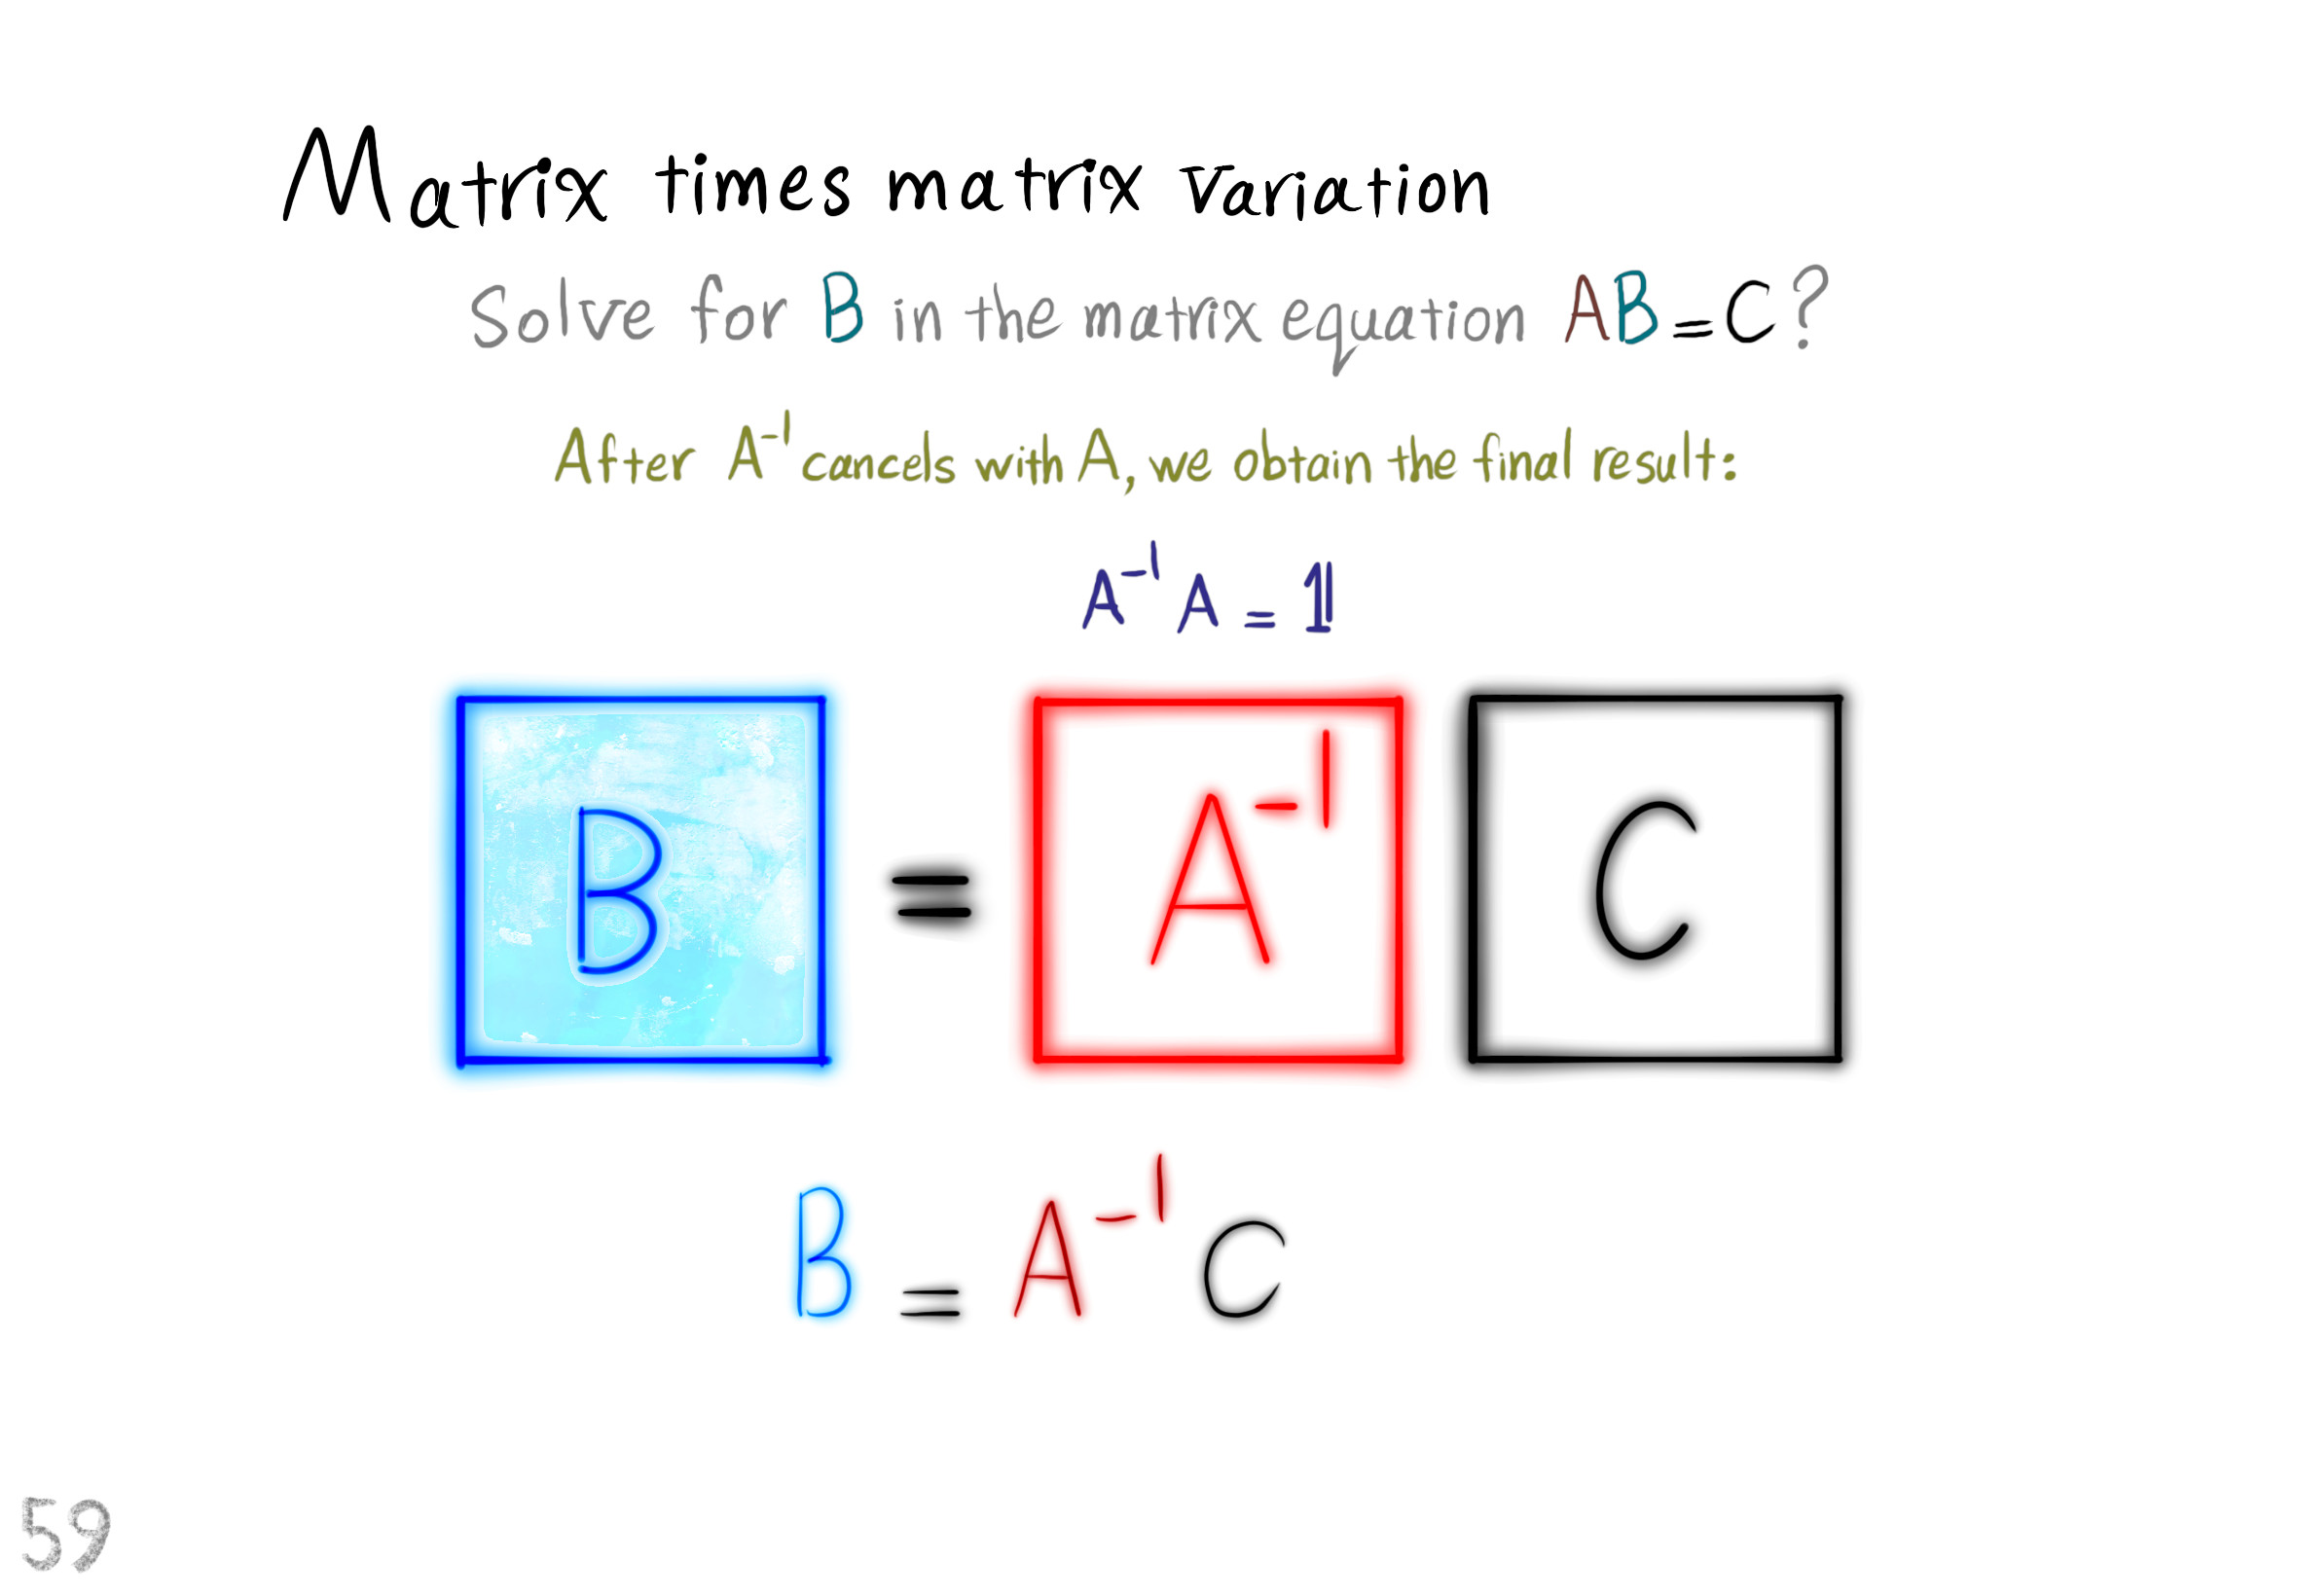 Matrix times matrix variation
Solve for B in the matrix equation AB=C?
After A⁻¹ cancels with A, we obtain the final result:
A⁻¹A = 𝟙
B = A⁻¹ C
B = A⁻¹ C
59